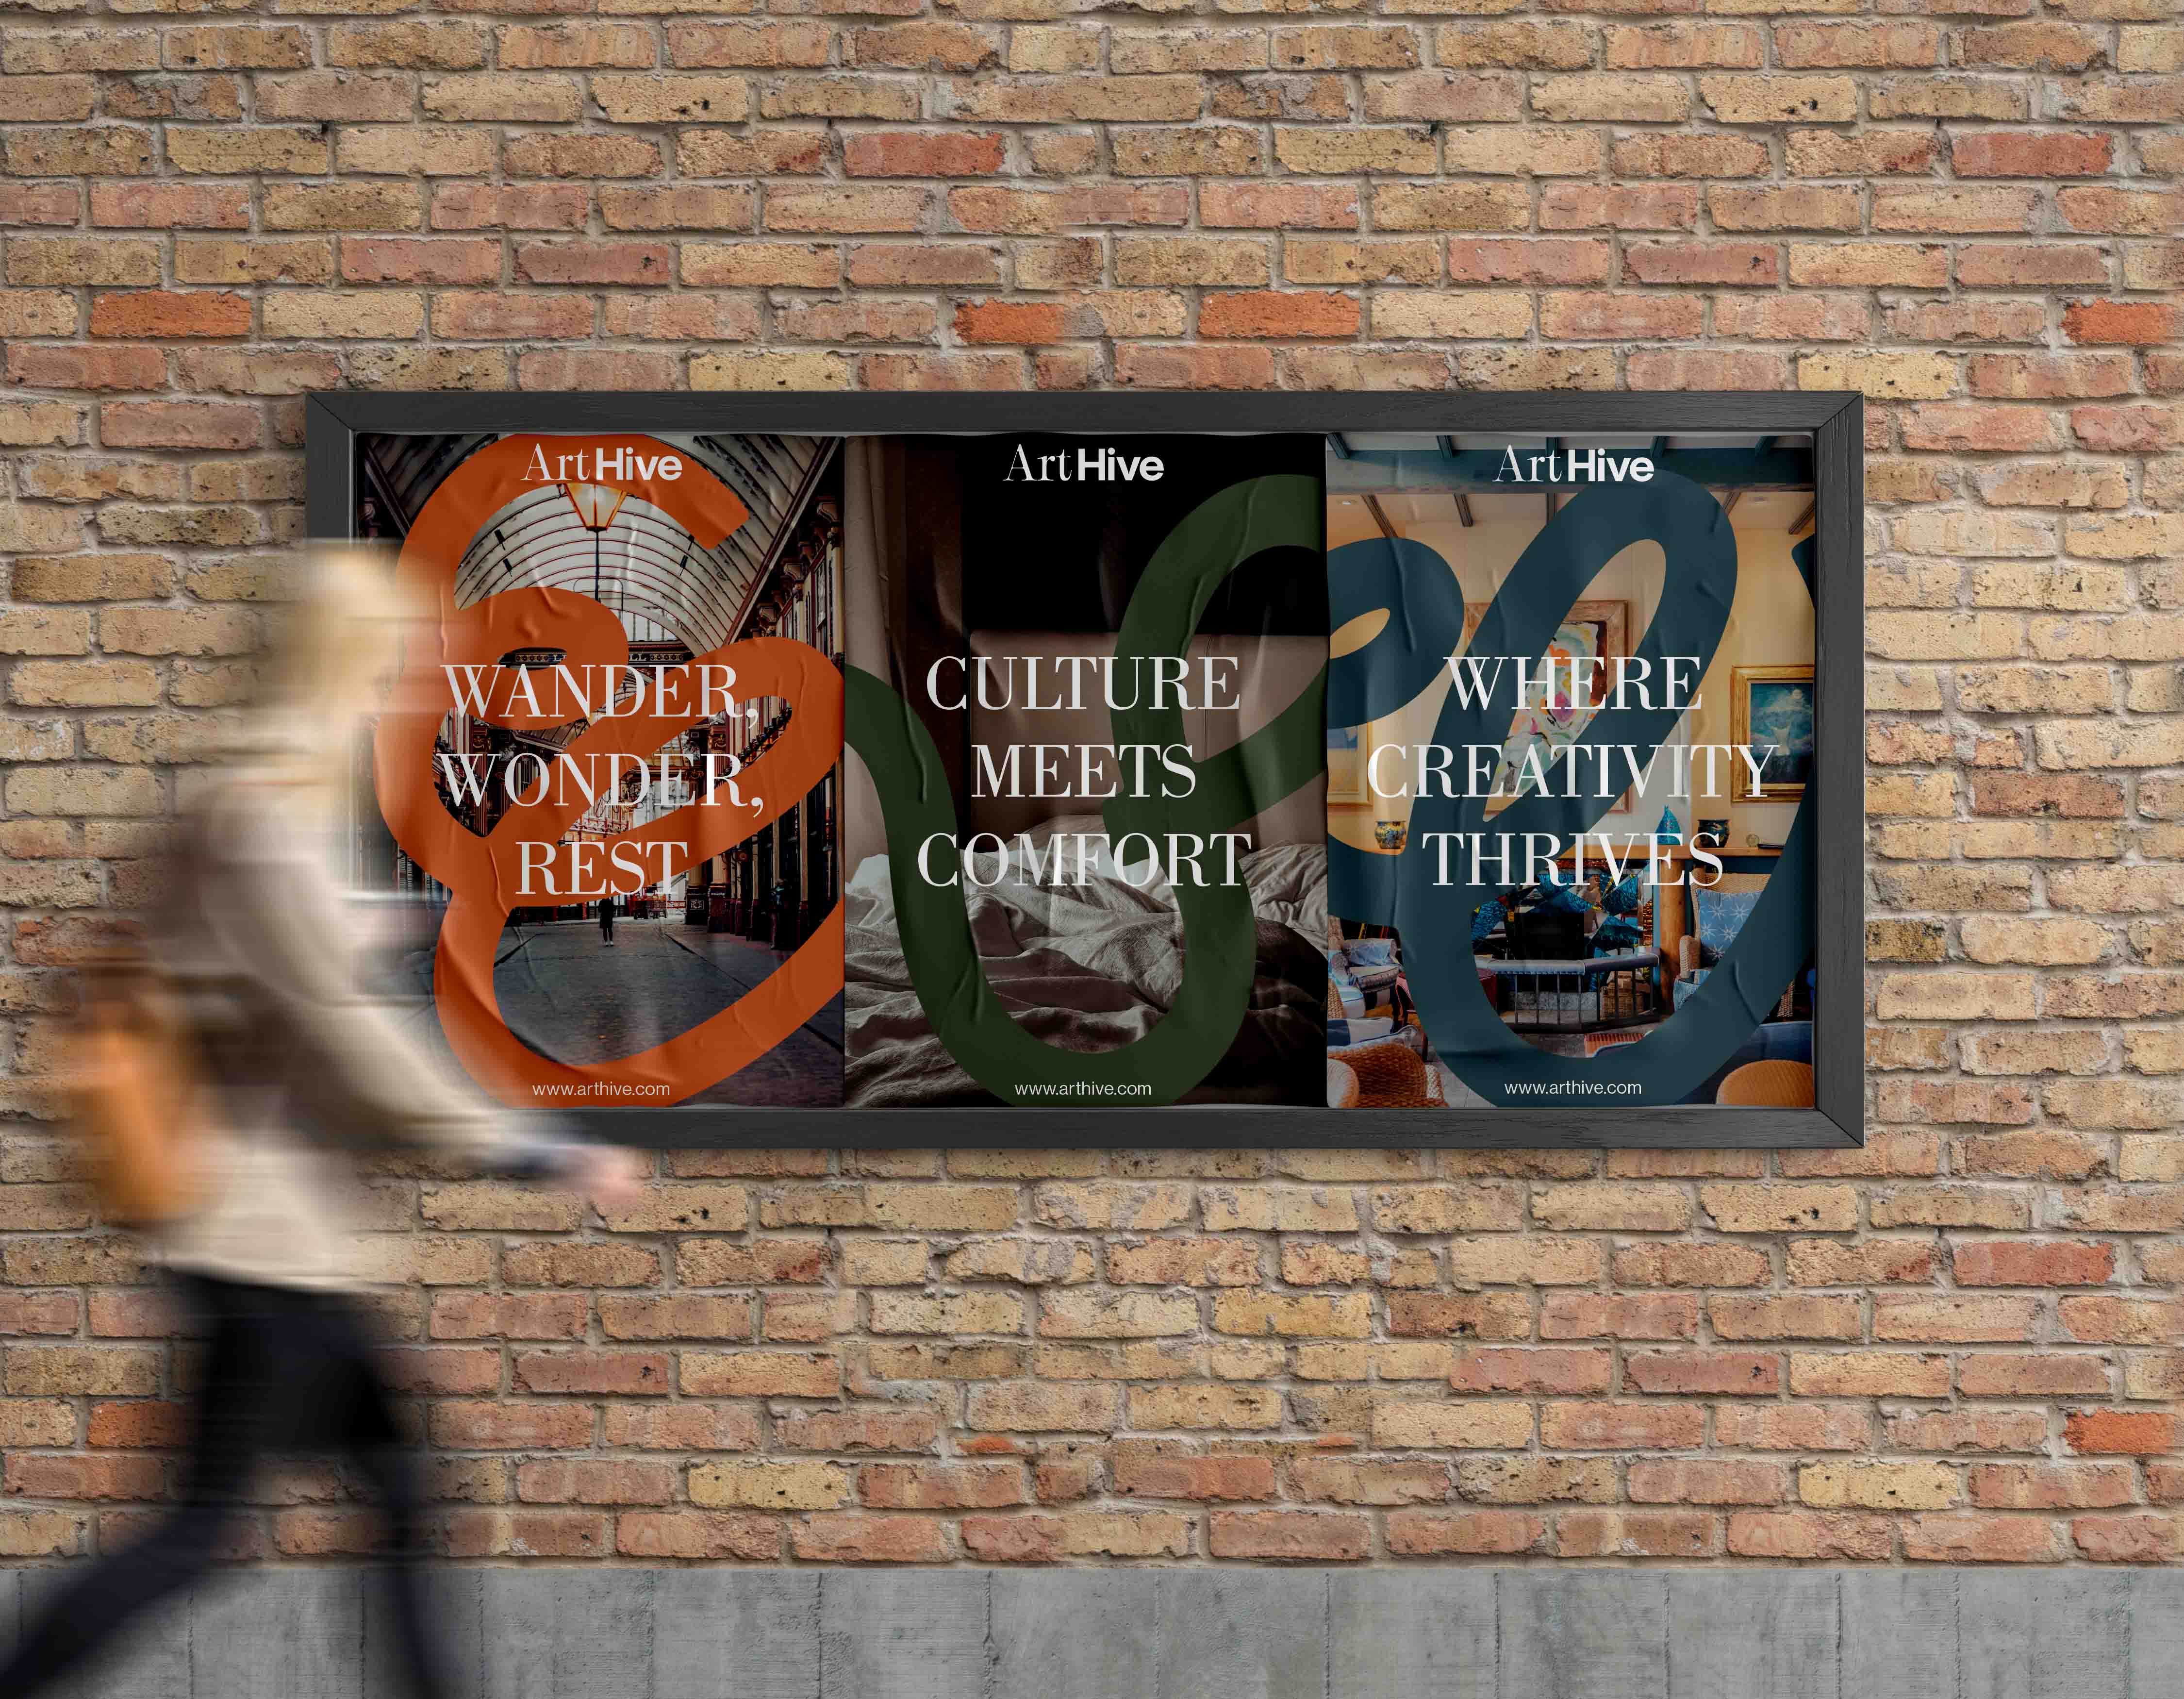 ArtHive
WANDER,
WONDER,
REST
www.arthive.com
ArtHive
CULTURE
MEETS
COMFORT
www.arthive.com
ArtHive
WHERE
CREATIVITY
THRIVES
www.arthive.com